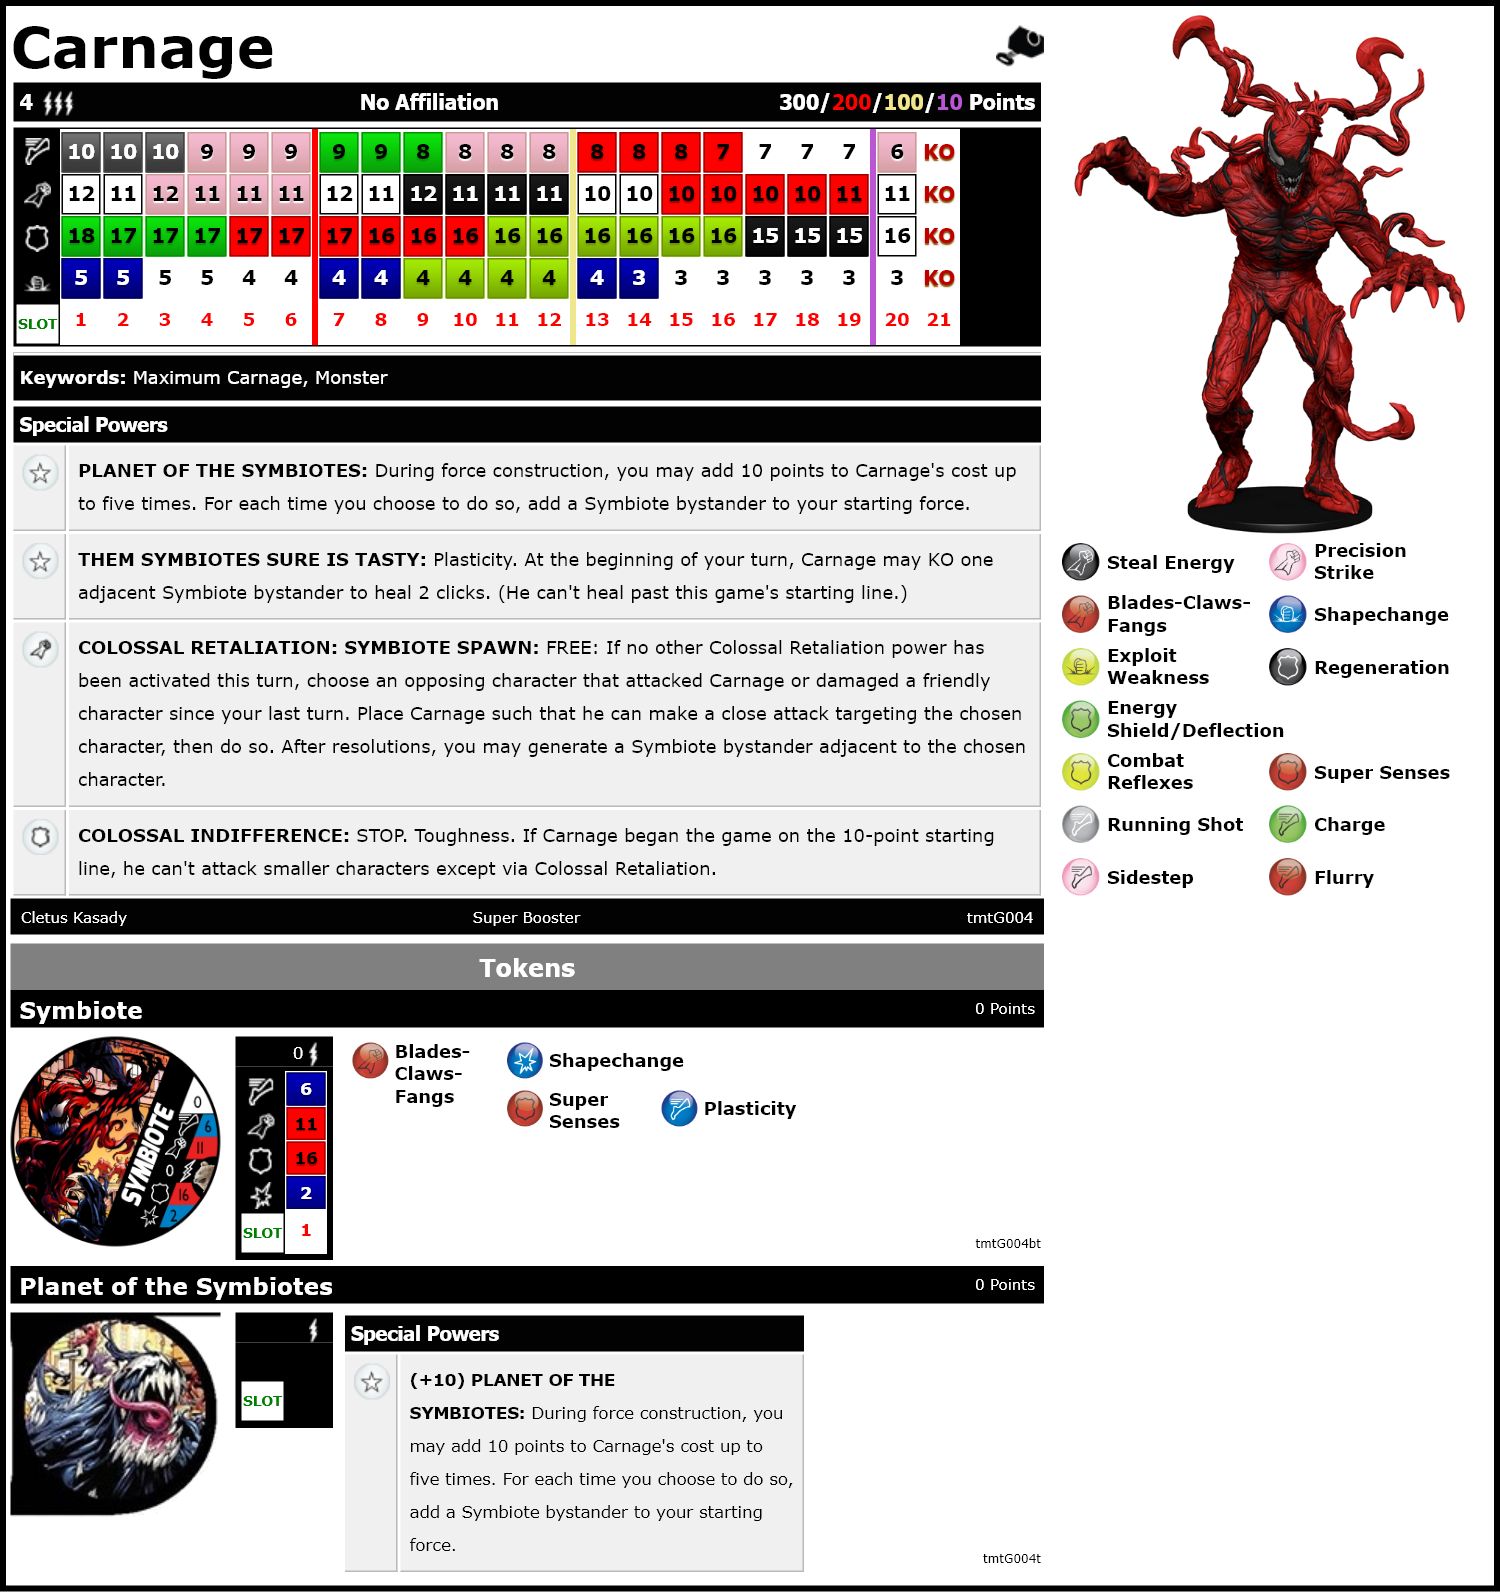 Carnage
4 No Affiliation 300/200/100/10 Points
10 10 10 9 9 9 9 9 8 8 8 8 8 8 8 7 7 7 7 6 KO
12 11 12 11 11 11 12 11 12 11 11 11 10 10 10 10 10 10 11 11 KO
18 17 17 17 17 17 17 16 16 16 16 16 16 16 16 16 15 15 15 16 KO
5 5 5 5 4 4 4 4 4 4 4 4 4 3 3 3 3 3 3 3 KO
SLOT 1 2 3 4 5 6 7 8 9 10 11 12 13 14 15 16 17 18 19 20 21
Keywords: Maximum Carnage, Monster
Special Powers
PLANET OF THE SYMBIOTES: During force construction, you may add 10 points to Carnage's cost up
to five times. For each time you choose to do so, add a Symbiote bystander to your starting force.
THEM SYMBIOTES SURE IS TASTY: Plasticity. At the beginning of your turn, Carnage may KO one
adjacent Symbiote bystander to heal 2 clicks. (He can't heal past this game's starting line.)
COLOSSAL RETALIATION: SYMBIOTE SPAWN: FREE: If no other Colossal Retaliation power has
been activated this turn, choose an opposing character that attacked Carnage or damaged a friendly
character since your last turn. Place Carnage such that he can make a close attack targeting the chosen
character, then do so. After resolutions, you may generate a Symbiote bystander adjacent to the chosen
character.
COLOSSAL INDIFFERENCE: STOP. Toughness. If Carnage began the game on the 10-point starting
line, he can't attack smaller characters except via Colossal Retaliation.
Cletus Kasady Super Booster tmtG004
Steal Energy
Precision
Strike
Blades-Claws-
Fangs
Shapechange
Exploit
Weakness
Regeneration
Energy
Shield/Deflection
Combat
Reflexes
Super Senses
Running Shot
Charge
Sidestep
Flurry
Tokens
Symbiote 0 Points
SYMBIOTE
0
6
11
0
16
2
0
6
11
16
2
SLOT 1
Blades-
Claws-
Fangs
Shapechange
Super
Senses
Plasticity
tmtG004bt
Planet of the Symbiotes 0 Points
SLOT
Special Powers
(+10) PLANET OF THE
SYMBIOTES: During force construction, you
may add 10 points to Carnage's cost up to
five times. For each time you choose to do so,
add a Symbiote bystander to your starting
force.
tmtG004t